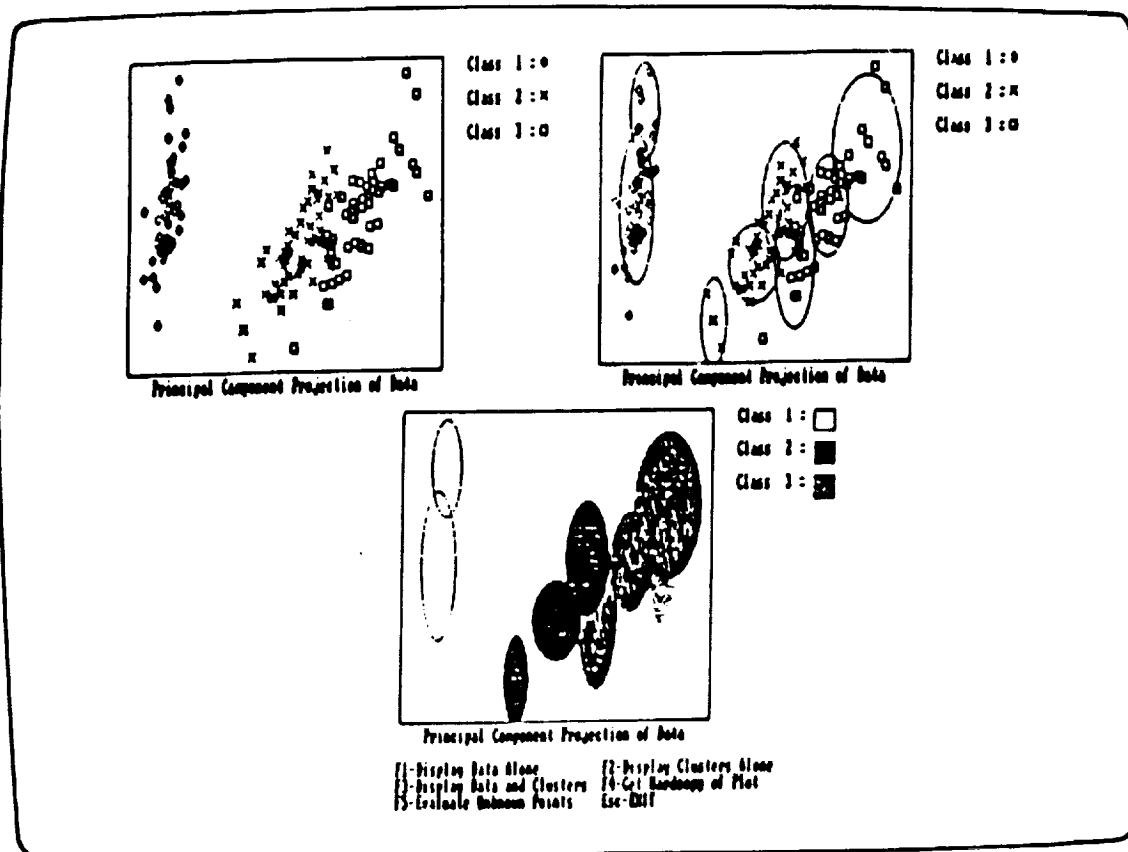 Class 1:
Class 2:
Class 3:
Principal Component Projection of Data
Class 1:
Class 2:
Class 3:
Principal Component Projection of Data
Class 1:
Class 2:
Class 3:
Principal Component Projection of Data
F1-Display Data Alone F2-Display Clusters Alone
F3-Display Data and Clusters F4-Get Hardcopy of Plot
F5-Evaluate Unknown Points Esc-EXIT